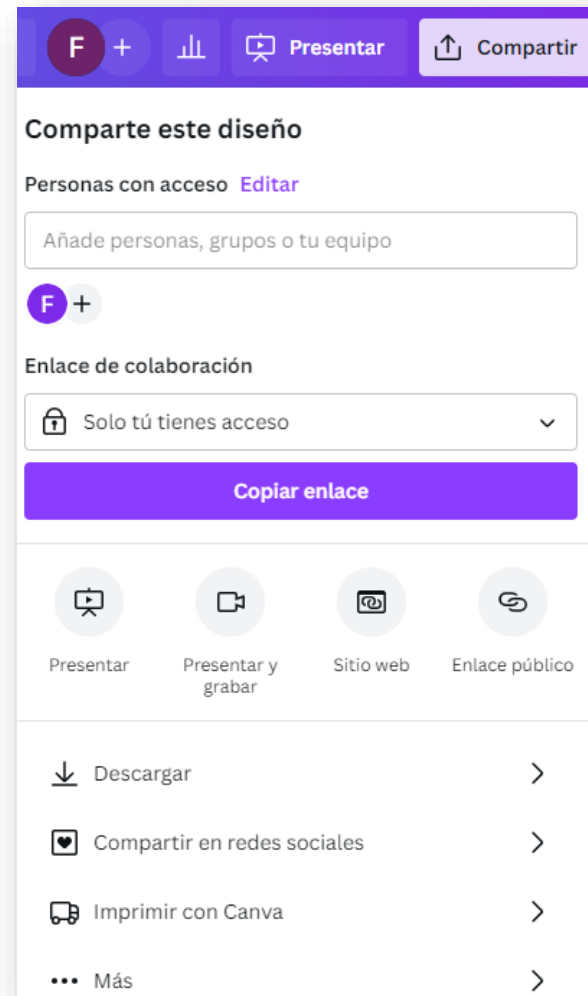 F + Presentar Compartir
Comparte este diseño
Personas con acceso Editar
Añade personas, grupos o tu equipo
F +
Enlace de colaboración
Solo tú tienes acceso
Copiar enlace
Presentar
Presentar y
grabar
Sitio web
Enlace público
Descargar
Compartir en redes sociales
Imprimir con Canva
Más